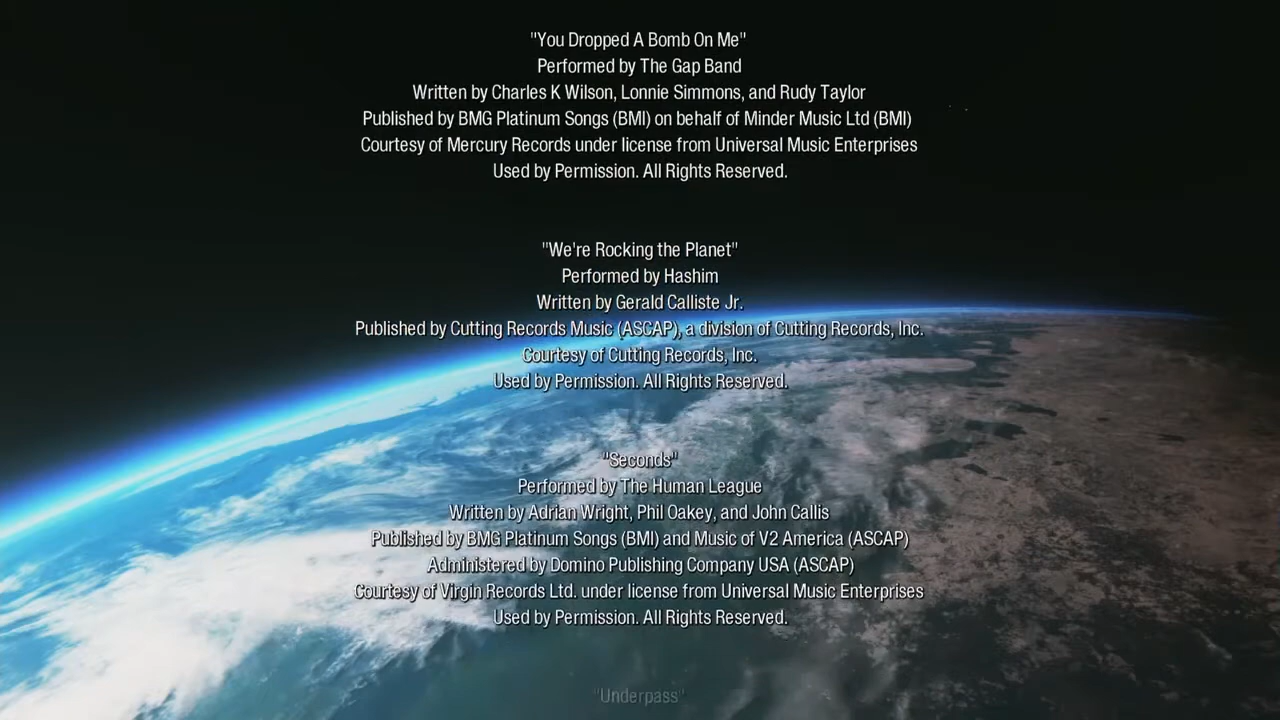 "You Dropped A Bomb On Me"
Performed by The Gap Band
Written by Charles K Wilson, Lonnie Simmons, and Rudy Taylor
Published by BMG Platinum Songs (BMI) on behalf of Minder Music Ltd (BMI)
Courtesy of Mercury Records under license from Universal Music Enterprises
Used by Permission. All Rights Reserved.
"We're Rocking the Planet"
Performed by Hashim
Written by Gerald Calliste Jr.
Published by Cutting Records Music (ASCAP), a division of Cutting Records, Inc.
Courtesy of Cutting Records, Inc.
Used by Permission. All Rights Reserved.
"Seconds"
Performed by The Human League
Written by Adrian Wright, Phil Oakey, and John Callis
Published by BMG Platinum Songs (BMI) and Music of V2 America (ASCAP)
Administered by Domino Publishing Company USA (ASCAP)
Courtesy of Virgin Records Ltd. under license from Universal Music Enterprises
Used by Permission. All Rights Reserved.
"Underpass"